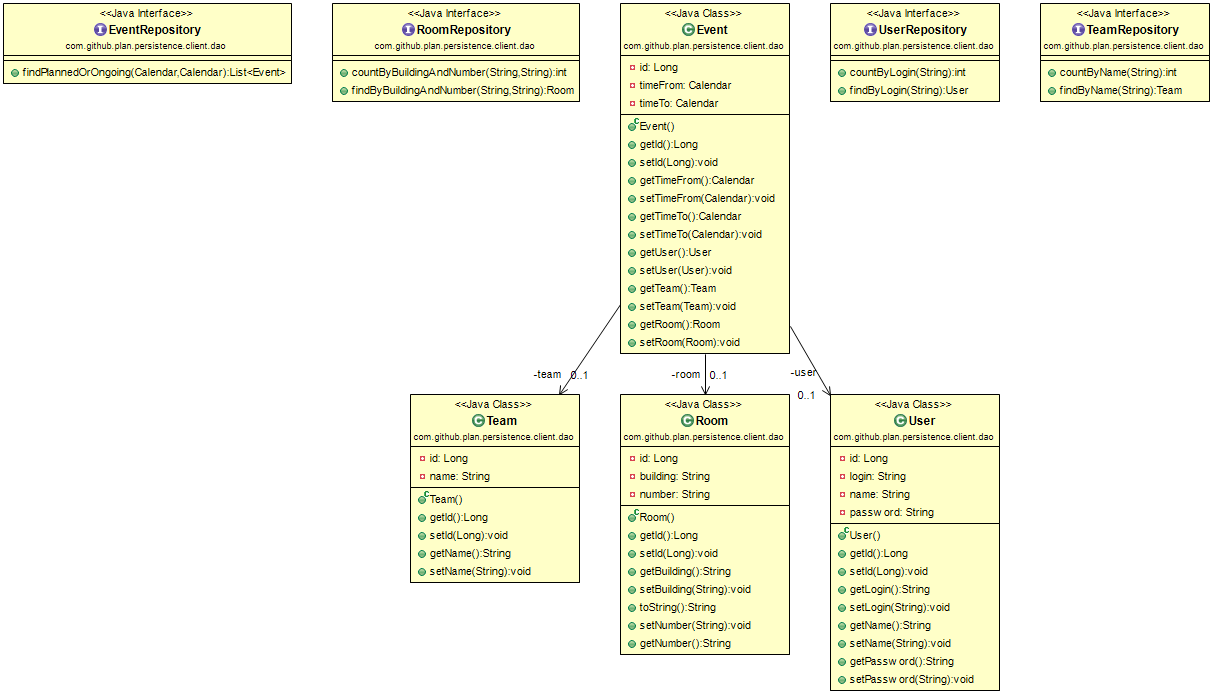 <<Java Interface>>
EventRepository
com.github.plan.persistence.client.dao
findPlannedOrOngoing(Calendar,Calendar):List<Event>
<<Java Interface>>
RoomRepository
com.github.plan.persistence.client.dao
countByBuildingAndNumber(String,String):int
findByBuildingAndNumber(String,String):Room
<<Java Class>>
Event
com.github.plan.persistence.client.dao
id: Long
timeFrom: Calendar
timeTo: Calendar
Event()
getId():Long
setId(Long):void
getTimeFrom():Calendar
setTimeFrom(Calendar):void
getTimeTo():Calendar
setTimeTo(Calendar):void
getUser():User
setUser(User):void
getTeam():Team
setTeam(Team):void
getRoom():Room
setRoom(Room):void
<<Java Interface>>
UserRepository
com.github.plan.persistence.client.dao
countByLogin(String):int
findByLogin(String):User
<<Java Interface>>
TeamRepository
com.github.plan.persistence.client.dao
countByName(String):int
findByName(String):Team
-team 0..1
-room 0..1
-user
0..1
<<Java Class>>
Team
com.github.plan.persistence.client.dao
id: Long
name: String
Team()
getId():Long
setId(Long):void
getName():String
setName(String):void
<<Java Class>>
Room
com.github.plan.persistence.client.dao
id: Long
building: String
number: String
Room()
getId():Long
setId(Long):void
getBuilding():String
setBuilding(String):void
toString():String
setNumber(String):void
getNumber():String
<<Java Class>>
User
com.github.plan.persistence.client.dao
id: Long
login: String
name: String
password: String
User()
getId():Long
setId(Long):void
getLogin():String
setLogin(String):void
getName():String
setName(String):void
getPassword():String
setPassword(String):void